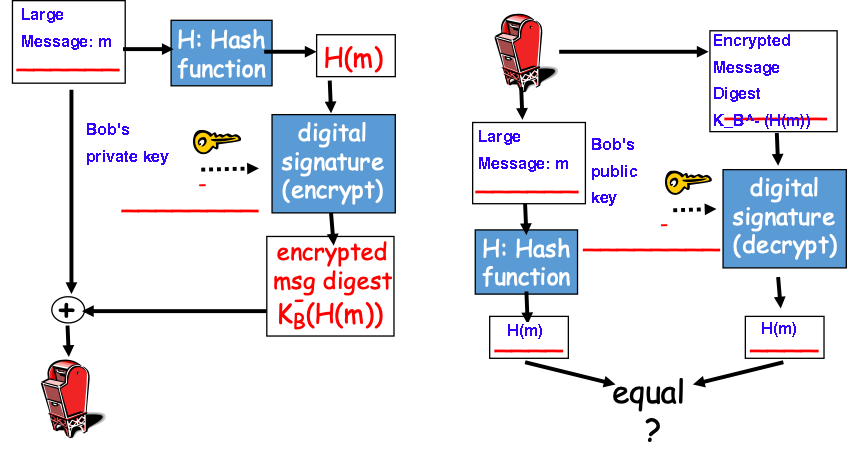 Large
Message: m
H: Hash
function
H(m)
Bob's
private key
digital
signature
(encrypt)
-
encrypted
msg digest
K̄B(H(m))
+
Encrypted
Message
Digest
K_B^- (H(m))
Large
Message: m
Bob's
public
key
digital
signature
(decrypt)
-
H: Hash
function
H(m)
H(m)
equal
?